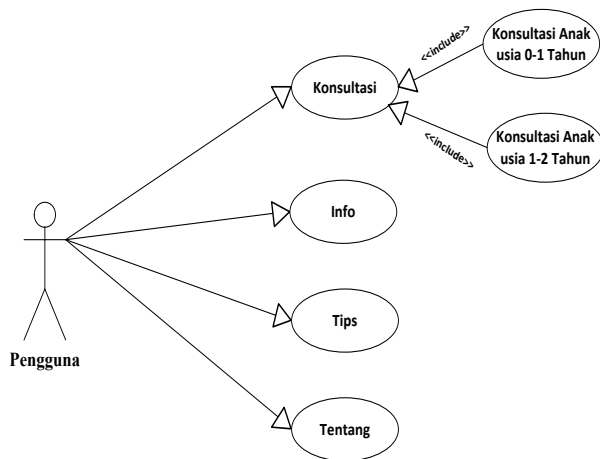 <<include>>
Konsultasi Anak
usia 0-1 Tahun
Konsultasi
<<include>>
Konsultasi Anak
usia 1-2 Tahun
Info
Tips
Pengguna
Tentang